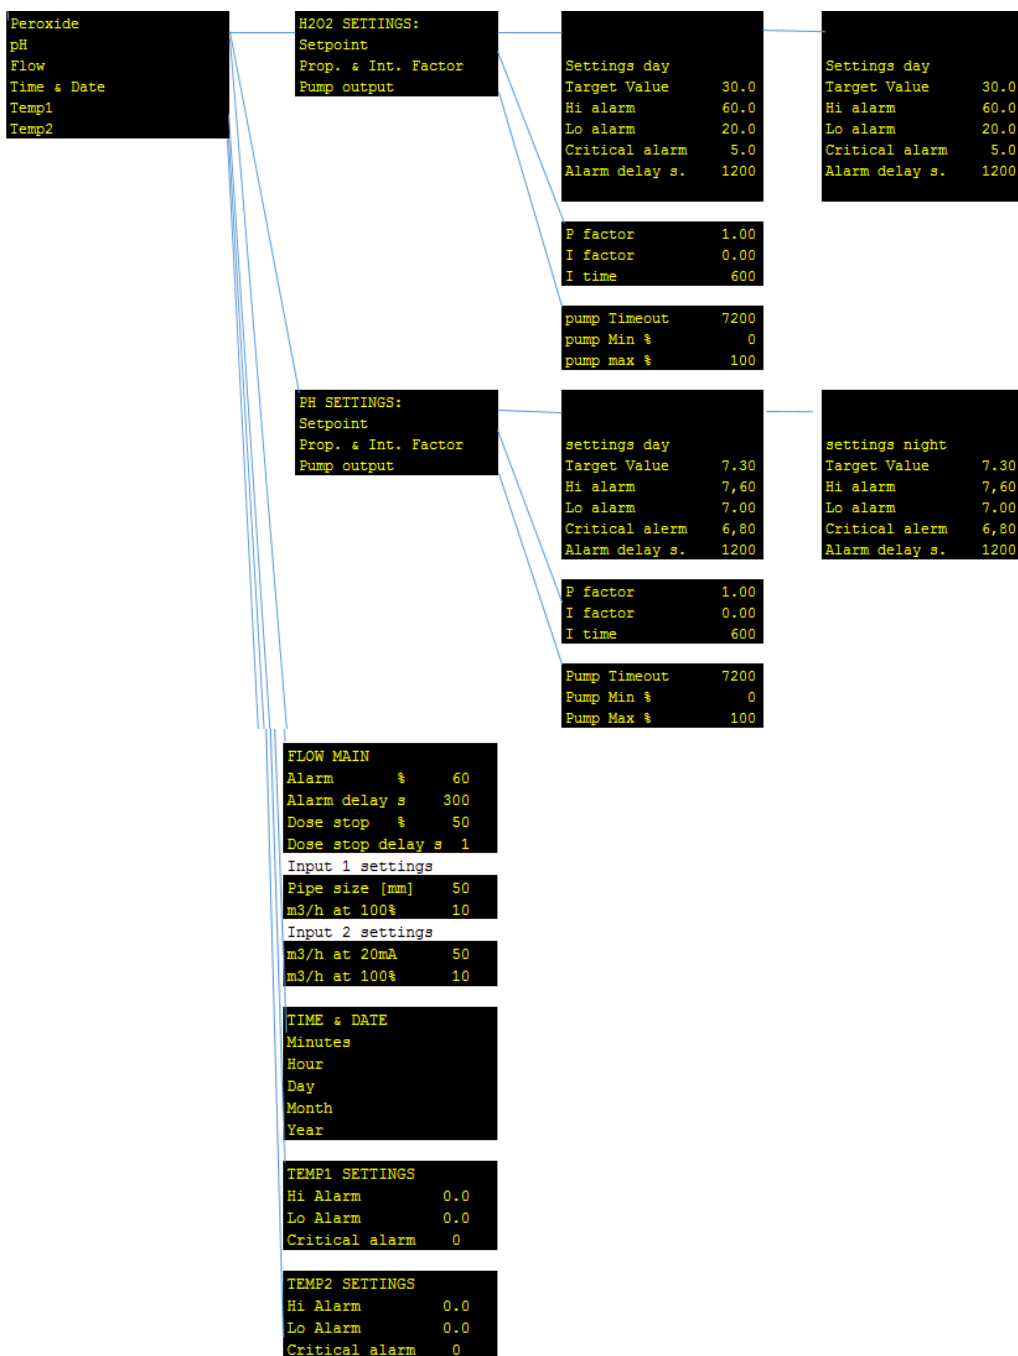 Peroxide
pH
Flow
Time & Date
Temp1
Temp2
H2O2 SETTINGS:
Setpoint
Prop. & Int. Factor
Pump output
Settings day
Target Value 30.0
Hi alarm 60.0
Lo alarm 20.0
Critical alarm 5.0
Alarm delay s. 1200
Settings day
Target Value 30.0
Hi alarm 60.0
Lo alarm 20.0
Critical alarm 5.0
Alarm delay s. 1200
P factor 1.00
I factor 0.00
I time 600
pump Timeout 7200
pump Min % 0
pump max % 100
PH SETTINGS:
Setpoint
Prop. & Int. Factor
Pump output
settings day
Target Value 7.30
Hi alarm 7,60
Lo alarm 7.00
Critical alerm 6,80
Alarm delay s. 1200
settings night
Target Value 7.30
Hi alarm 7,60
Lo alarm 7.00
Critical alerm 6,80
Alarm delay s. 1200
P factor 1.00
I factor 0.00
I time 600
Pump Timeout 7200
Pump Min % 0
Pump Max % 100
FLOW MAIN
Alarm % 60
Alarm delay s 300
Dose stop % 50
Dose stop delay s 1
Input 1 settings
Pipe size [mm] 50
m3/h at 100% 10
Input 2 settings
m3/h at 20mA 50
m3/h at 100% 10
TIME & DATE
Minutes
Hour
Day
Month
Year
TEMP1 SETTINGS
Hi Alarm 0.0
Lo Alarm 0.0
Critical alarm 0
TEMP2 SETTINGS
Hi Alarm 0.0
Lo Alarm 0.0
Critical alarm 0